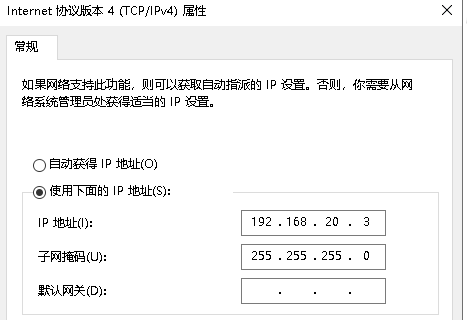 Internet 协议版本 4 (TCP/IPv4) 属性
常规
如果网络支持此功能，则可以获取自动指派的 IP 设置。否则，你需要从网
络系统管理员处获得适当的 IP 设置。
自动获得 IP 地址(O)
使用下面的 IP 地址(S):
IP 地址(I): 192 . 168 . 20 . 3
子网掩码(U): 255 . 255 . 255 . 0
默认网关(D): . . .